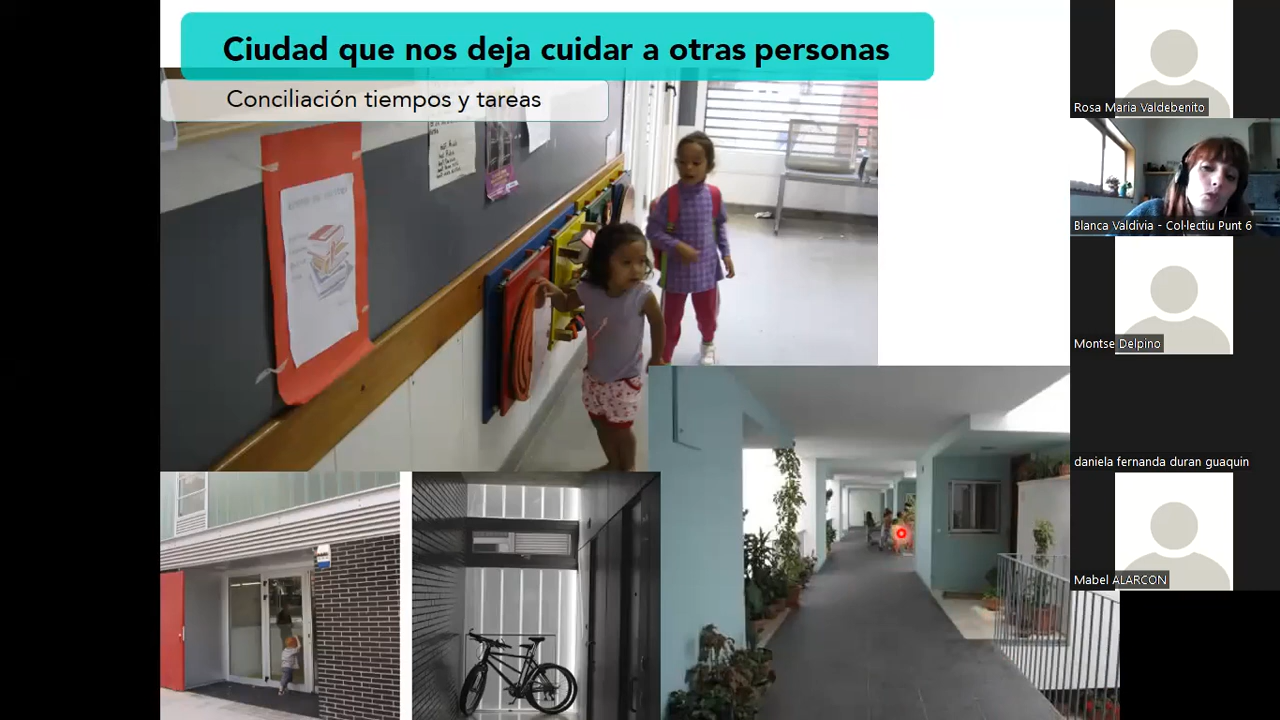 Ciudad que nos deja cuidar a otras personas
Conciliación tiempos y tareas
Rosa Maria Valdebenito
Blanca Valdivia - Col·lectiu Punt 6
Montse Delpino
daniela fernanda duran guaquin
Mabel ALARCON